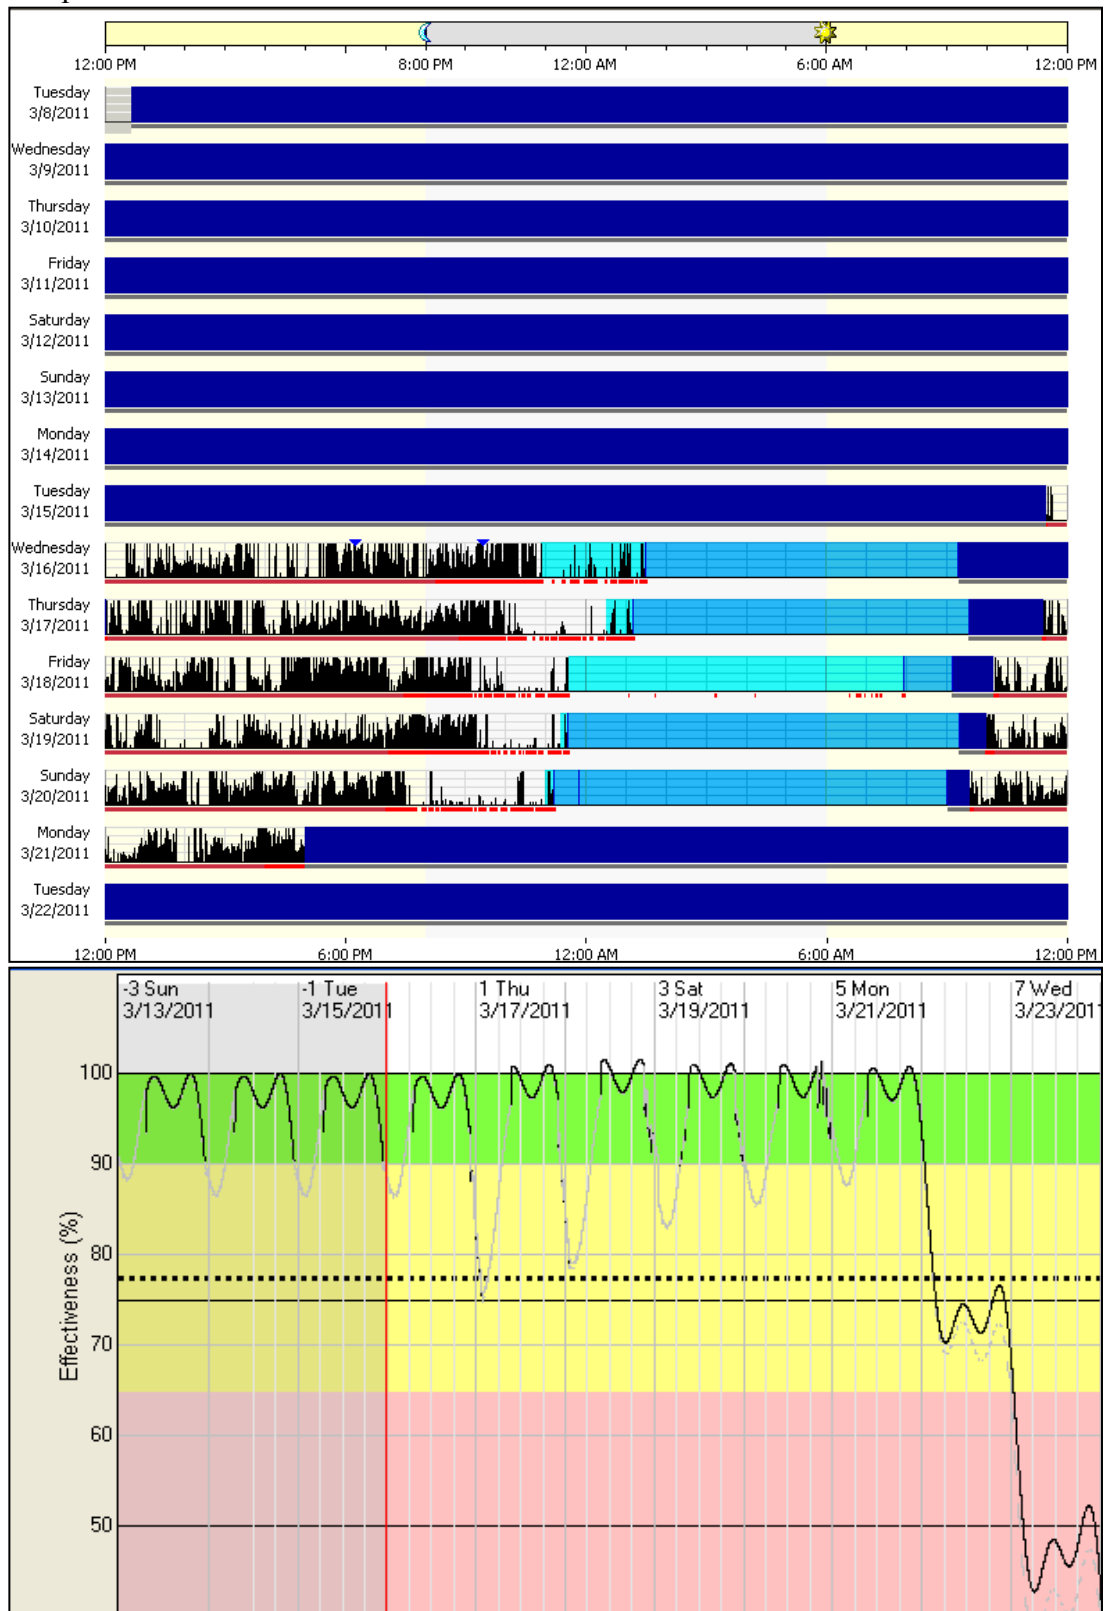 12:00 PM 8:00 PM 12:00 AM 6:00 AM 12:00 PM
Tuesday
3/8/2011
Wednesday
3/9/2011
Thursday
3/10/2011
Friday
3/11/2011
Saturday
3/12/2011
Sunday
3/13/2011
Monday
3/14/2011
Tuesday
3/15/2011
Wednesday
3/16/2011
Thursday
3/17/2011
Friday
3/18/2011
Saturday
3/19/2011
Sunday
3/20/2011
Monday
3/21/2011
Tuesday
3/22/2011
12:00 PM 6:00 PM 12:00 AM 6:00 AM 12:00 PM
-3 Sun -1 Tue 1 Thu 3 Sat 5 Mon 7 Wed
3/13/2011 3/15/2011 3/17/2011 3/19/2011 3/21/2011 3/23/2011
100
90
80
70
60
50
Effectiveness (%)